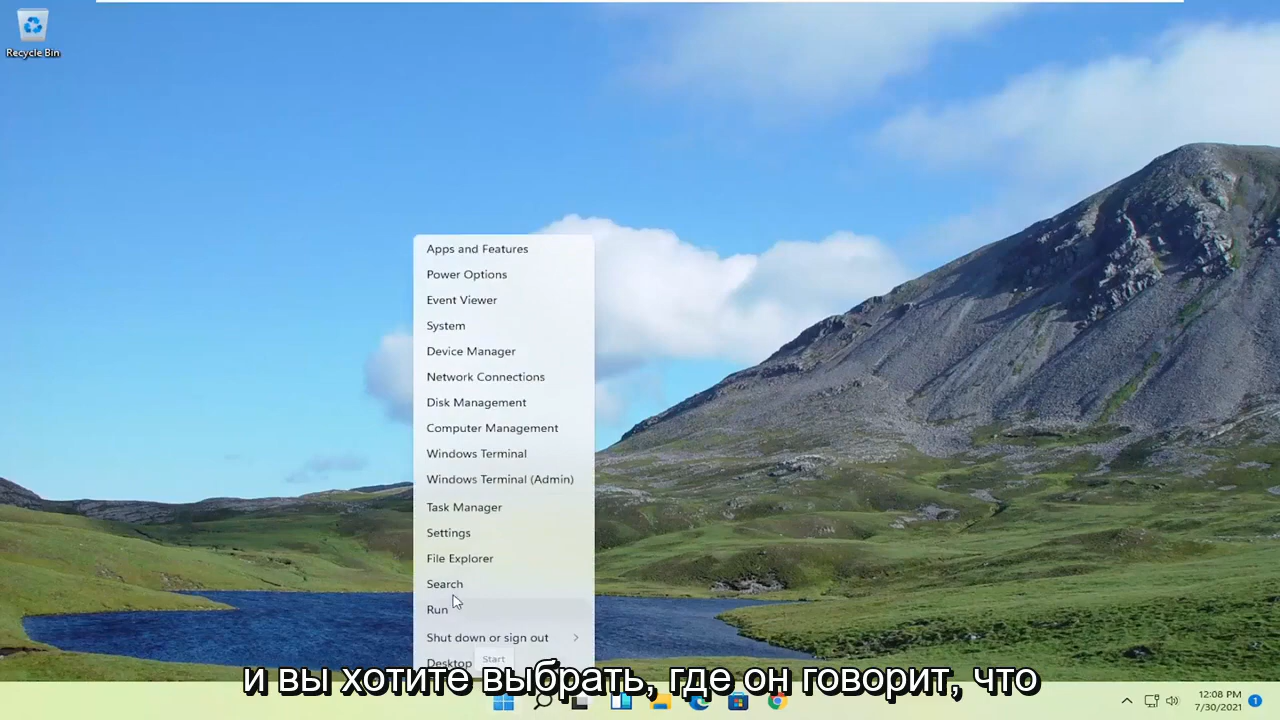 Recycle Bin
Apps and Features
Power Options
Event Viewer
System
Device Manager
Network Connections
Disk Management
Computer Management
Windows Terminal
Windows Terminal (Admin)
Task Manager
Settings
File Explorer
Search
Run
Shut down or sign out
Desktop
Start
и вы хотите выбрать, где он говорит, что
12:08 PM
7/30/2021
1